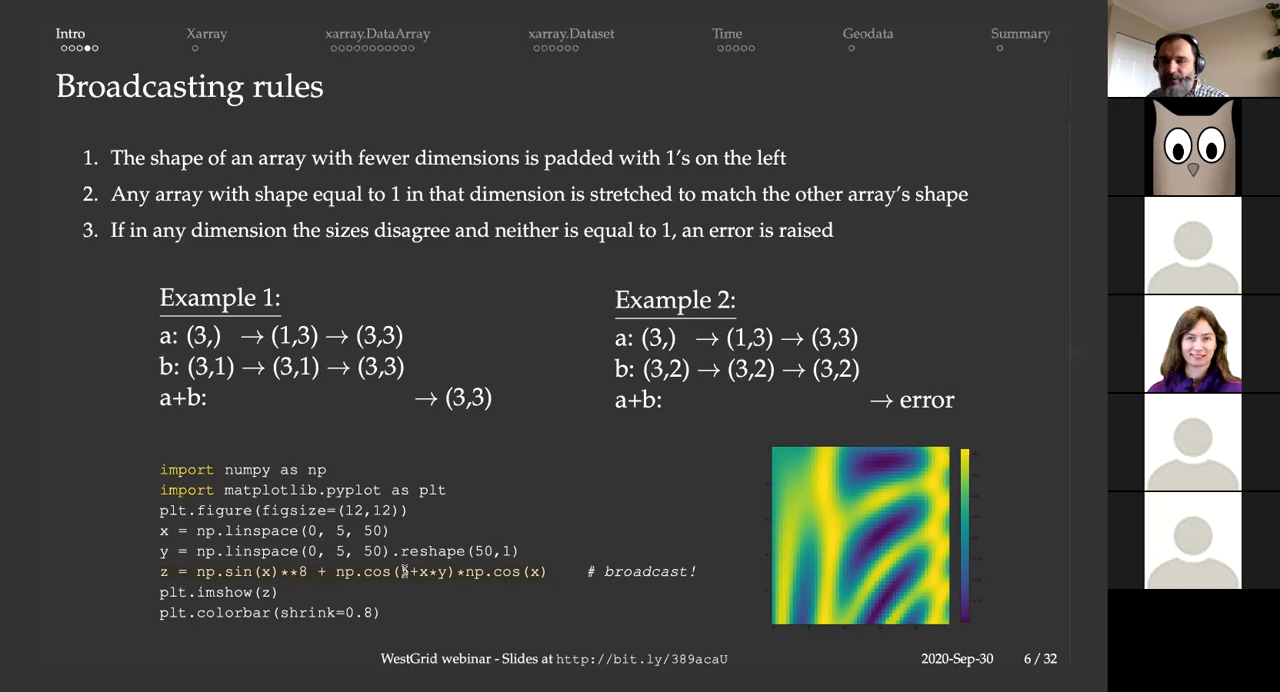 Intro Xarray xarray.DataArray xarray.Dataset Time Geodata Summary
Broadcasting rules
1. The shape of an array with fewer dimensions is padded with 1's on the left
2. Any array with shape equal to 1 in that dimension is stretched to match the other array's shape
3. If in any dimension the sizes disagree and neither is equal to 1, an error is raised
Example 1:
a: (3,) → (1,3) → (3,3)
b: (3,1) → (3,1) → (3,3)
a+b: → (3,3)
Example 2:
a: (3,) → (1,3) → (3,3)
b: (3,2) → (3,2) → (3,2)
a+b: → error
import numpy as np
import matplotlib.pyplot as plt
plt.figure(figsize=(12,12))
x = np.linspace(0, 5, 50)
y = np.linspace(0, 5, 50).reshape(50,1)
z = np.sin(x)**8 + np.cos(+x*y)*np.cos(x) # broadcast!
plt.imshow(z)
plt.colorbar(shrink=0.8)
WestGrid webinar - Slides at http://bit.ly/389acaU 2020-Sep-30 6 / 32